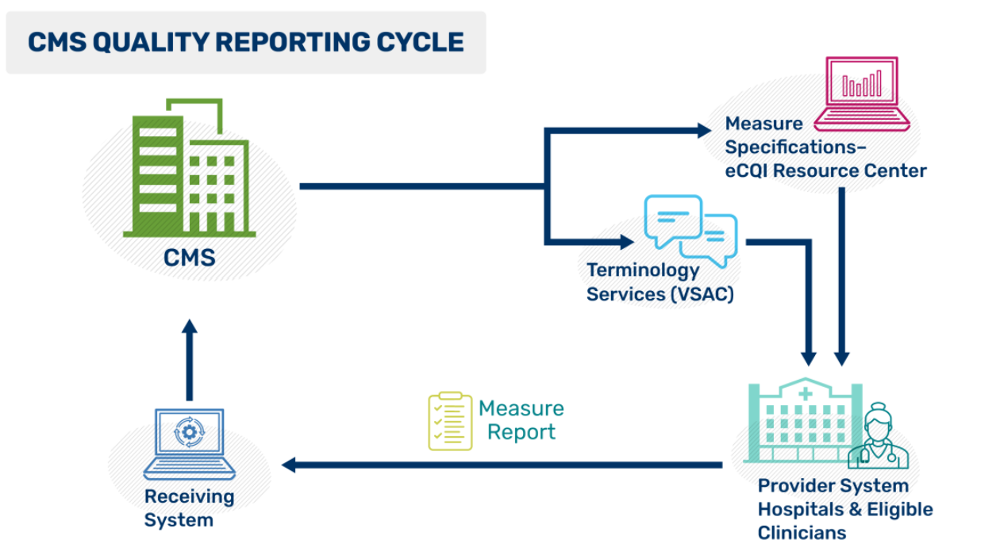 CMS QUALITY REPORTING CYCLE
CMS
Measure
Specifications–
eCQI Resource Center
Terminology
Services (VSAC)
Measure
Report
Receiving
System
Provider System
Hospitals & Eligible
Clinicians